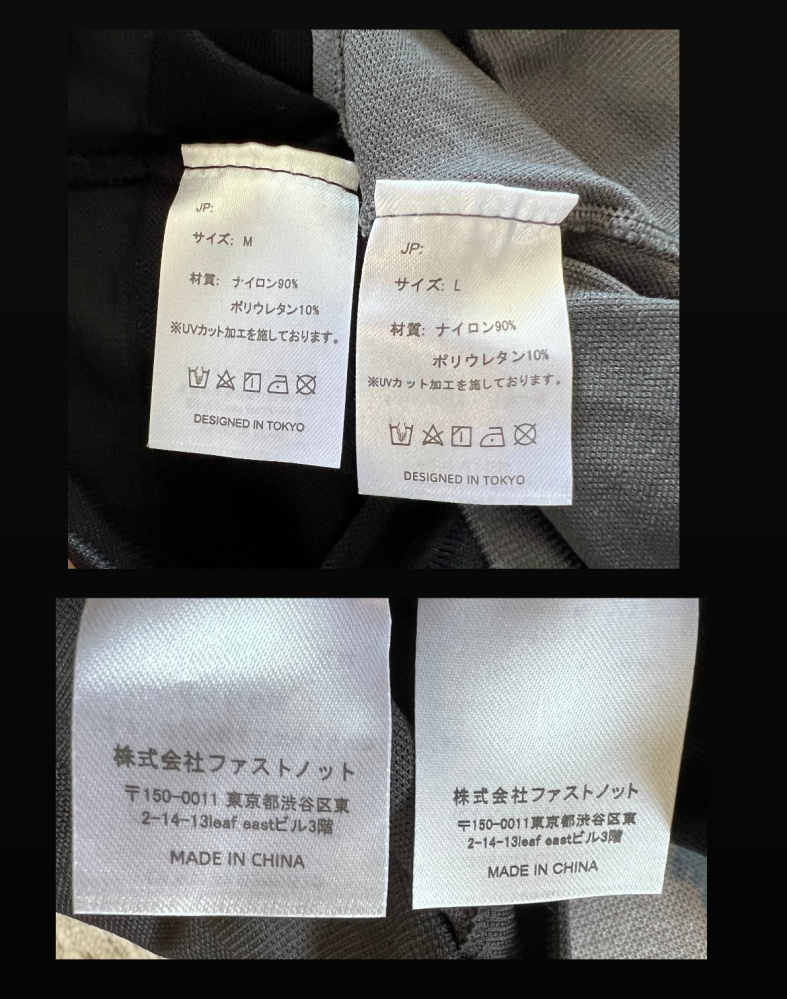 JP:
サイズ: M
材質: ナイロン90%
ポリウレタン10%
※UVカット加工を施しております。
DESIGNED IN TOKYO
JP:
サイズ: L
材質: ナイロン90%
ポリウレタン10%
※UVカット加工を施しております。
DESIGNED IN TOKYO
株式会社ファストノット
〒150-0011 東京都渋谷区東
2-14-13leaf eastビル3階
MADE IN CHINA
株式会社ファストノット
〒150-0011東京都渋谷区東
2-14-13leaf eastビル3階
MADE IN CHINA